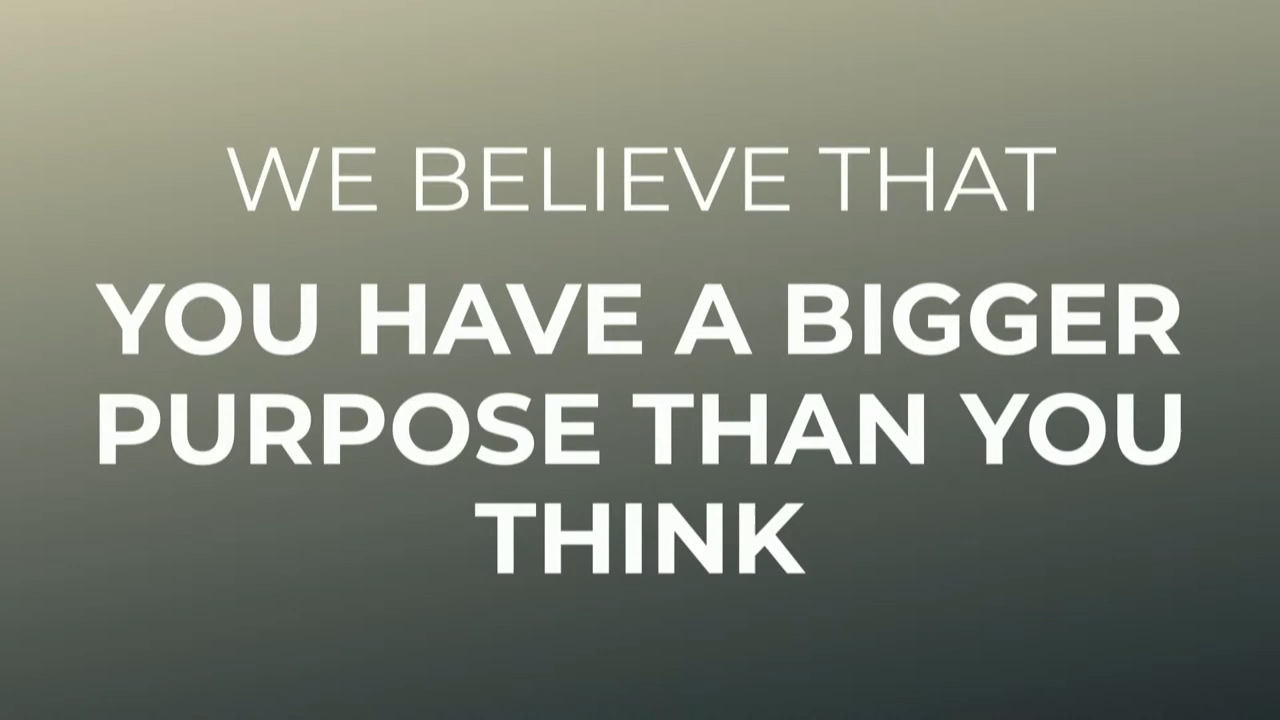 WE BELIEVE THAT
YOU HAVE A BIGGER
PURPOSE THAN YOU
THINK